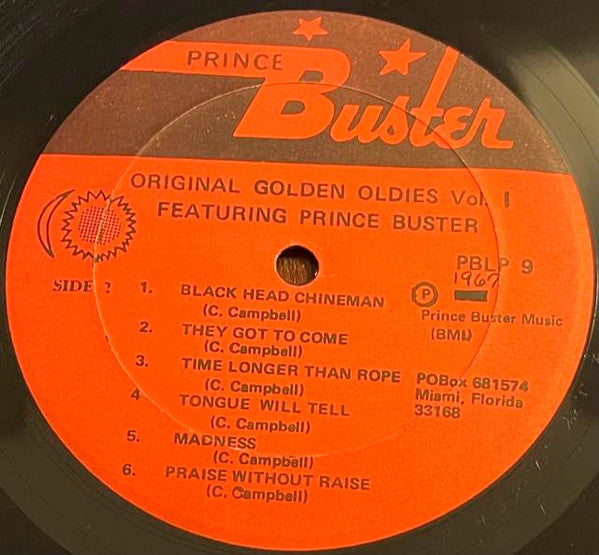 PRINCE
Buster
ORIGINAL GOLDEN OLDIES Vol. 1
FEATURING PRINCE BUSTER
PBLP 9
SIDE 2
1. BLACK HEAD CHINEMAN
(C. Campbell)
2. THEY GOT TO COME
(C. Campbell)
3. TIME LONGER THAN ROPE
(C. Campbell)
4 TONGUE WILL TELL
(C. Campbell)
5. MADNESS
(C. Campbell)
6. PRAISE WITHOUT RAISE
(C. Campbell)
Ⓟ 1967
Prince Buster Music
(BMI)
POBox 681574
Miami, Florida
33168